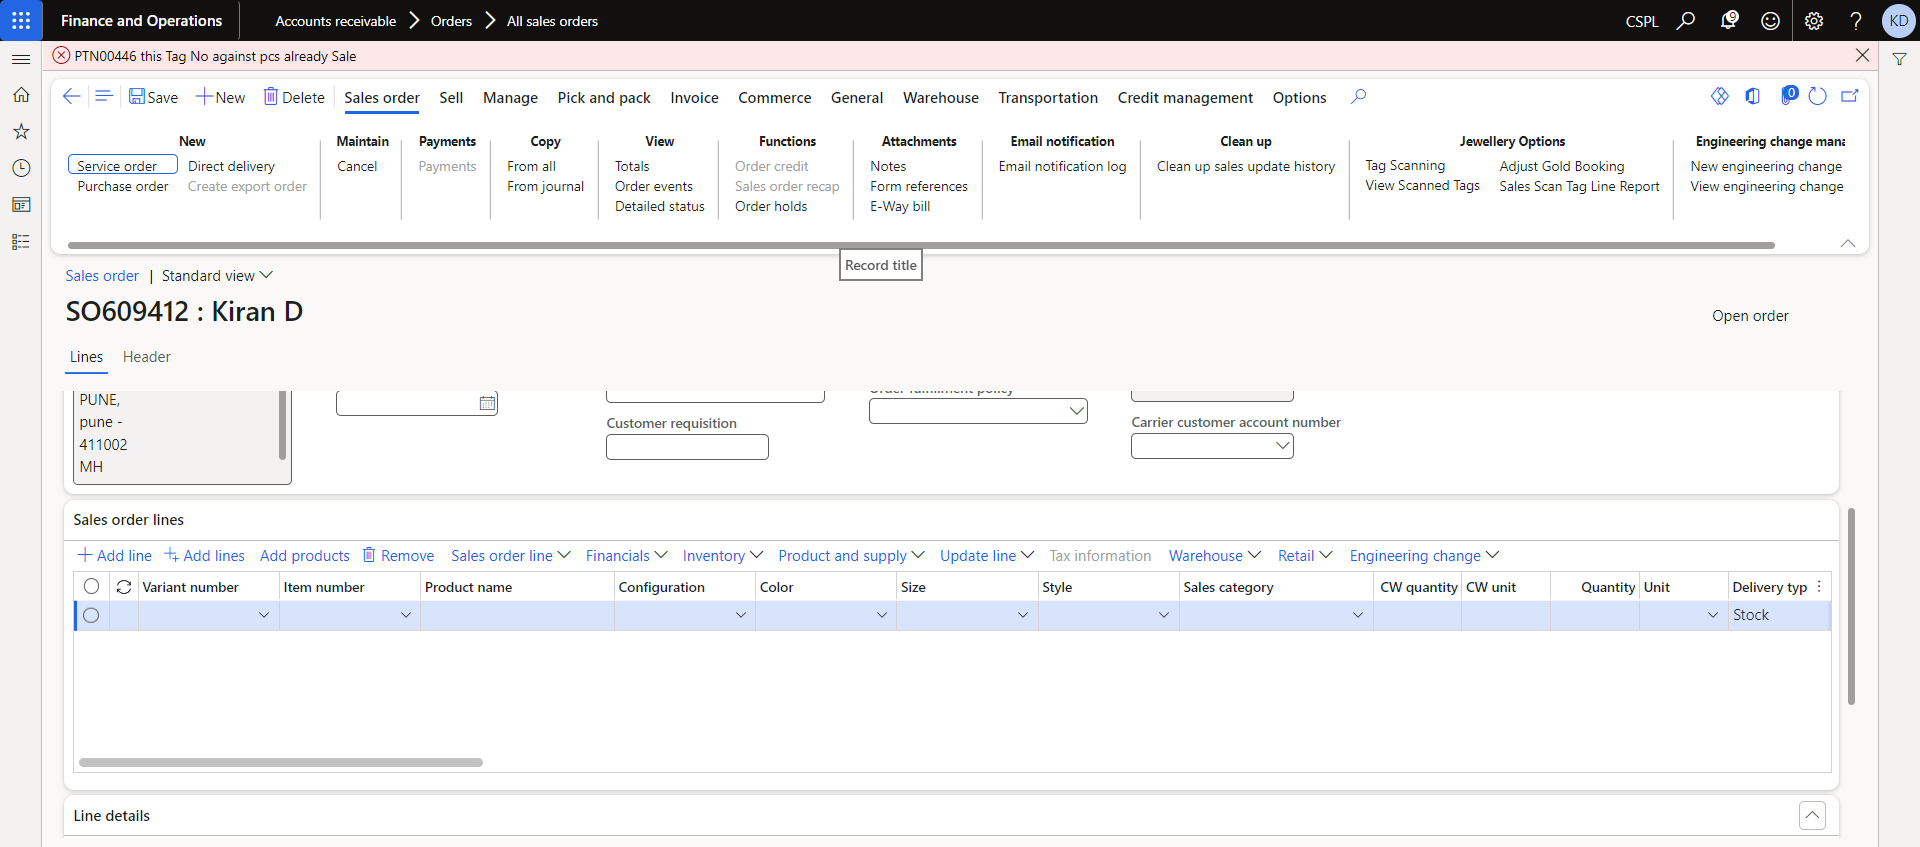 Finance and Operations
Accounts receivable > Orders > All sales orders
CSPL
9
KD
PTN00446 this Tag No against pcs already Sale
Save
New
Delete
Sales order
Sell
Manage
Pick and pack
Invoice
Commerce
General
Warehouse
Transportation
Credit management
Options
0
New
Service order
Direct delivery
Purchase order
Create export order
Maintain
Cancel
Payments
Payments
Copy
From all
From journal
View
Totals
Order events
Detailed status
Functions
Order credit
Sales order recap
Order holds
Attachments
Notes
Form references
E-Way bill
Email notification
Email notification log
Clean up
Clean up sales update history
Jewellery Options
Tag Scanning
Adjust Gold Booking
View Scanned Tags
Sales Scan Tag Line Report
Engineering change mana
New engineering change
View engineering change
Record title
Sales order | Standard view
SO609412 : Kiran D
Open order
Lines
Header
PUNE,
pune -
411002
MH
Customer requisition
Order fulfillment policy
Carrier customer account number
Sales order lines
Add line
Add lines
Add products
Remove
Sales order line
Financials
Inventory
Product and supply
Update line
Tax information
Warehouse
Retail
Engineering change
Variant number
Item number
Product name
Configuration
Color
Size
Style
Sales category
CW quantity
CW unit
Quantity
Unit
Delivery typ
Stock
Line details